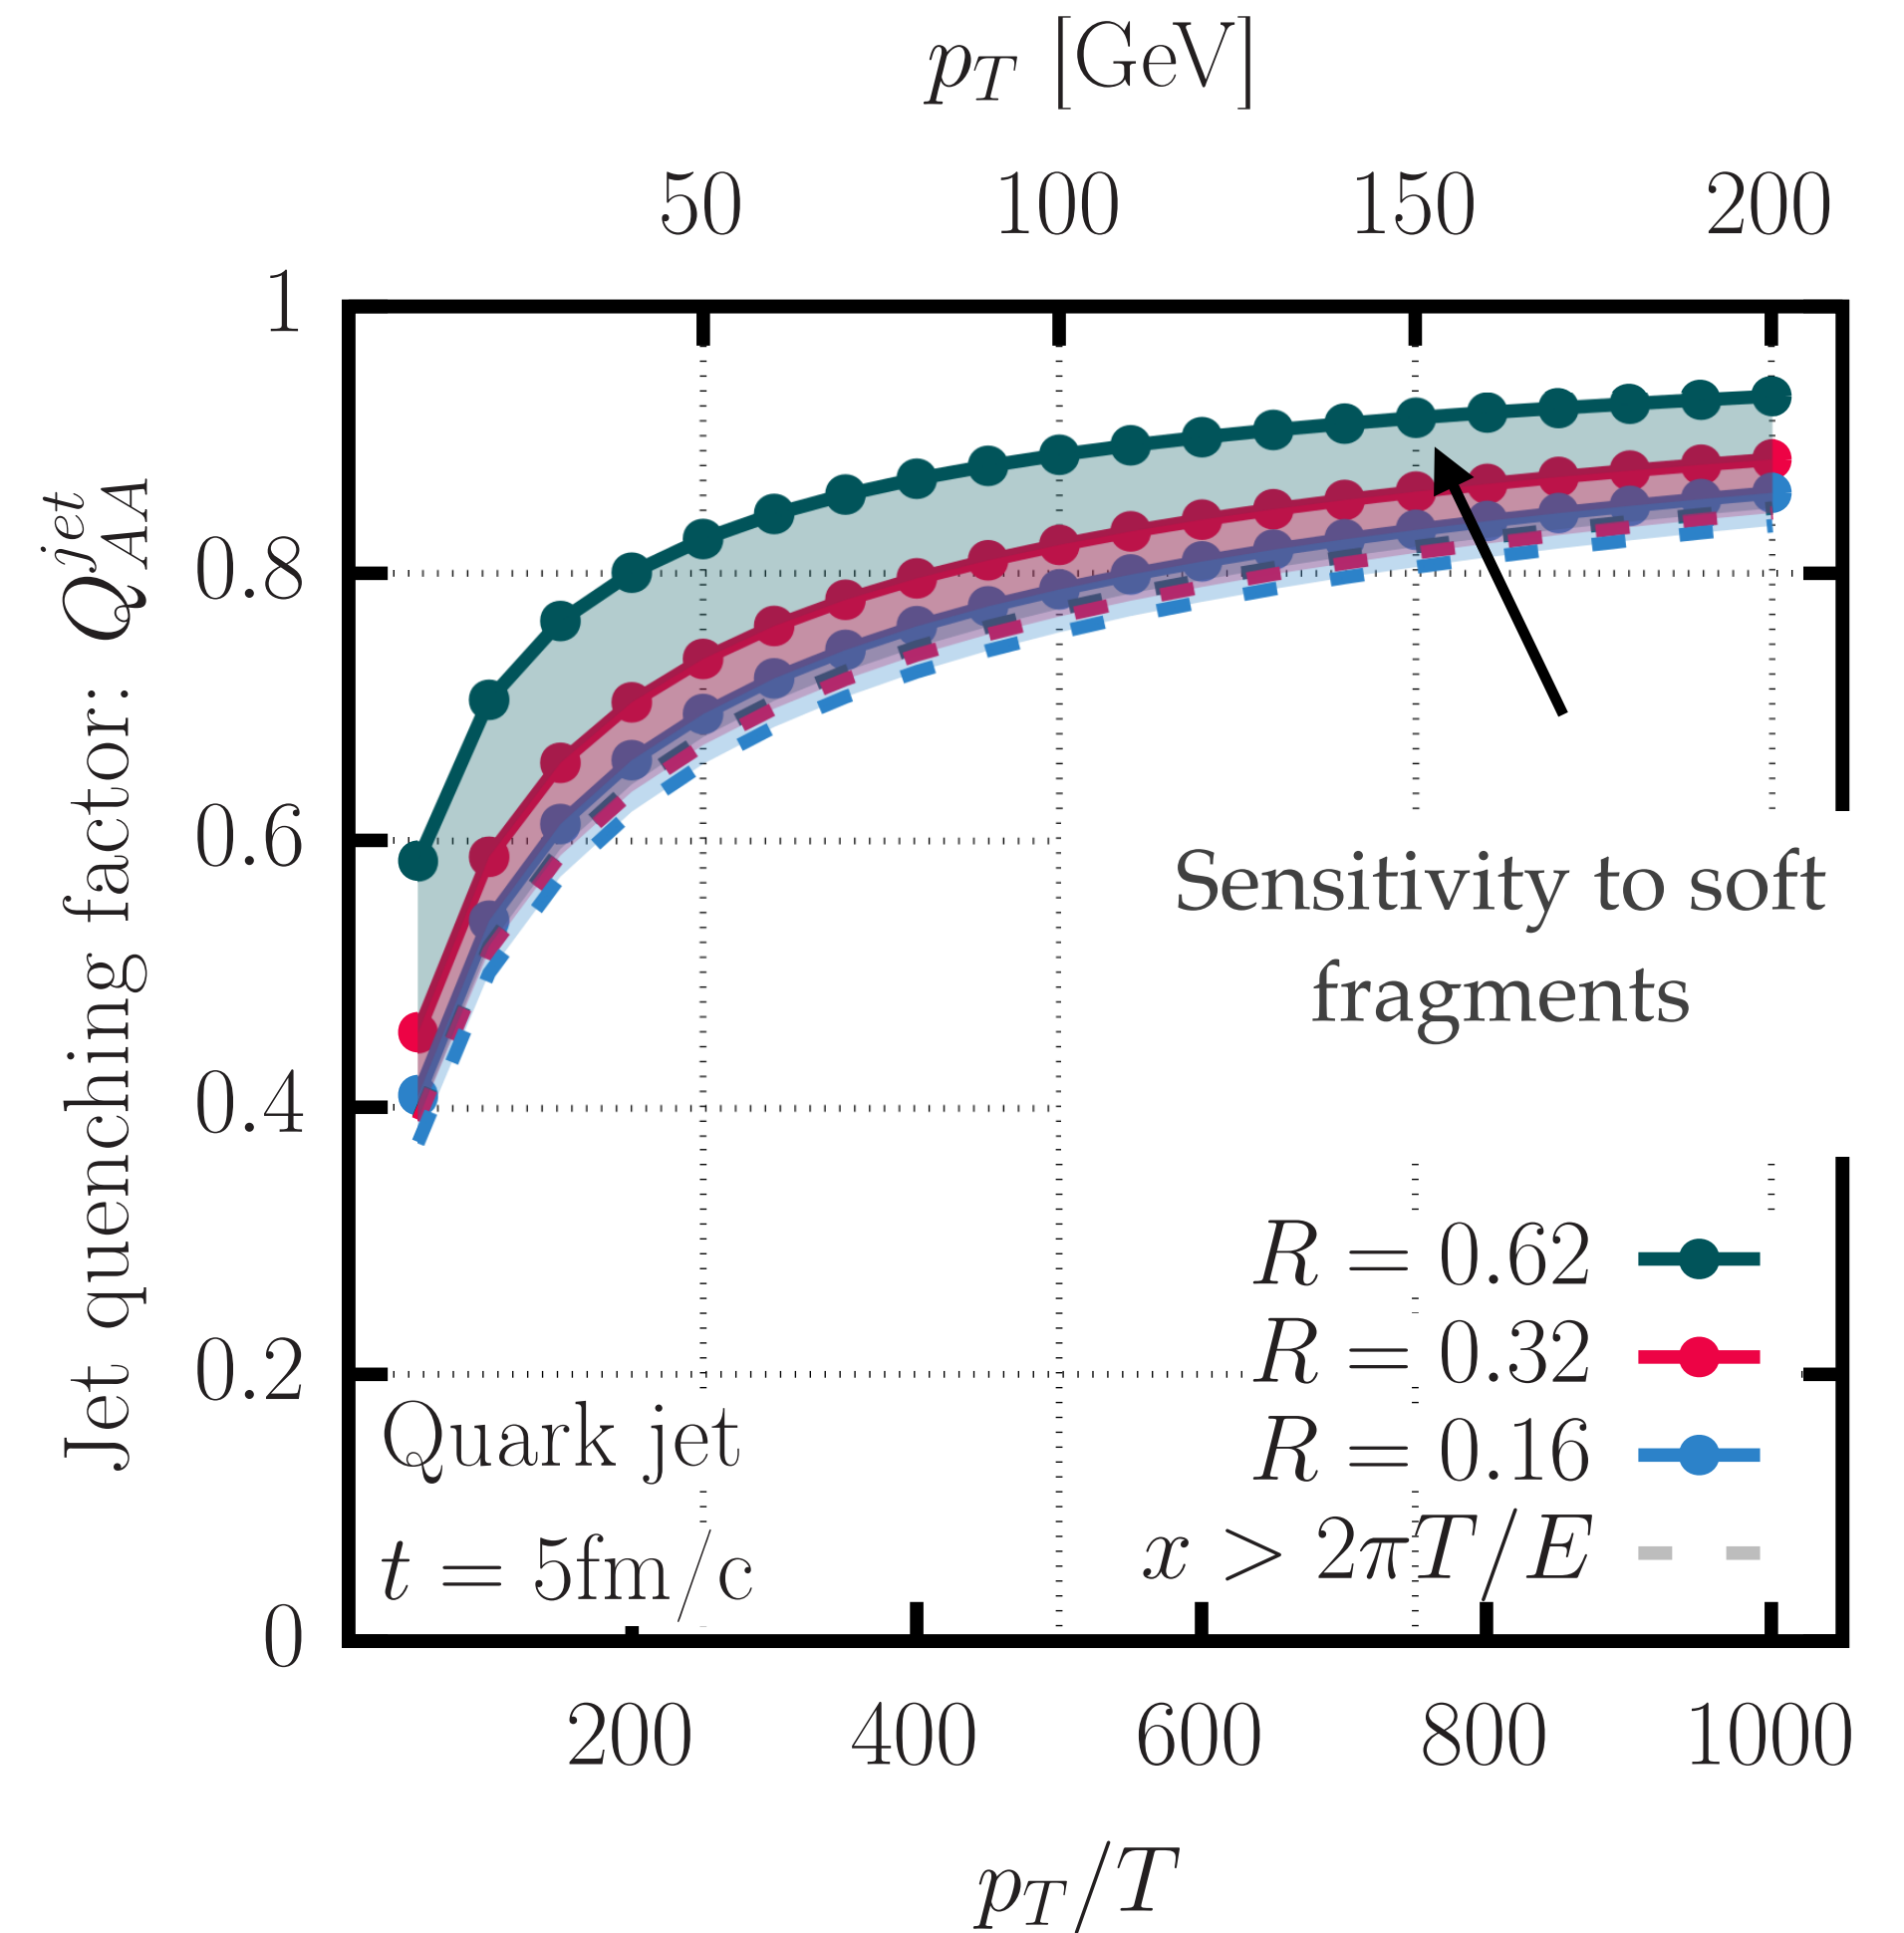 p_T [GeV]
50 100 150 200
Jet quenching factor: Q_{AA}^{jet}
1
0.8
0.6
0.4
0.2
0
Sensitivity to soft
fragments
R = 0.62
R = 0.32
R = 0.16
x > 2πT/E
Quark jet
t = 5fm/c
200 400 600 800 1000
p_T/T